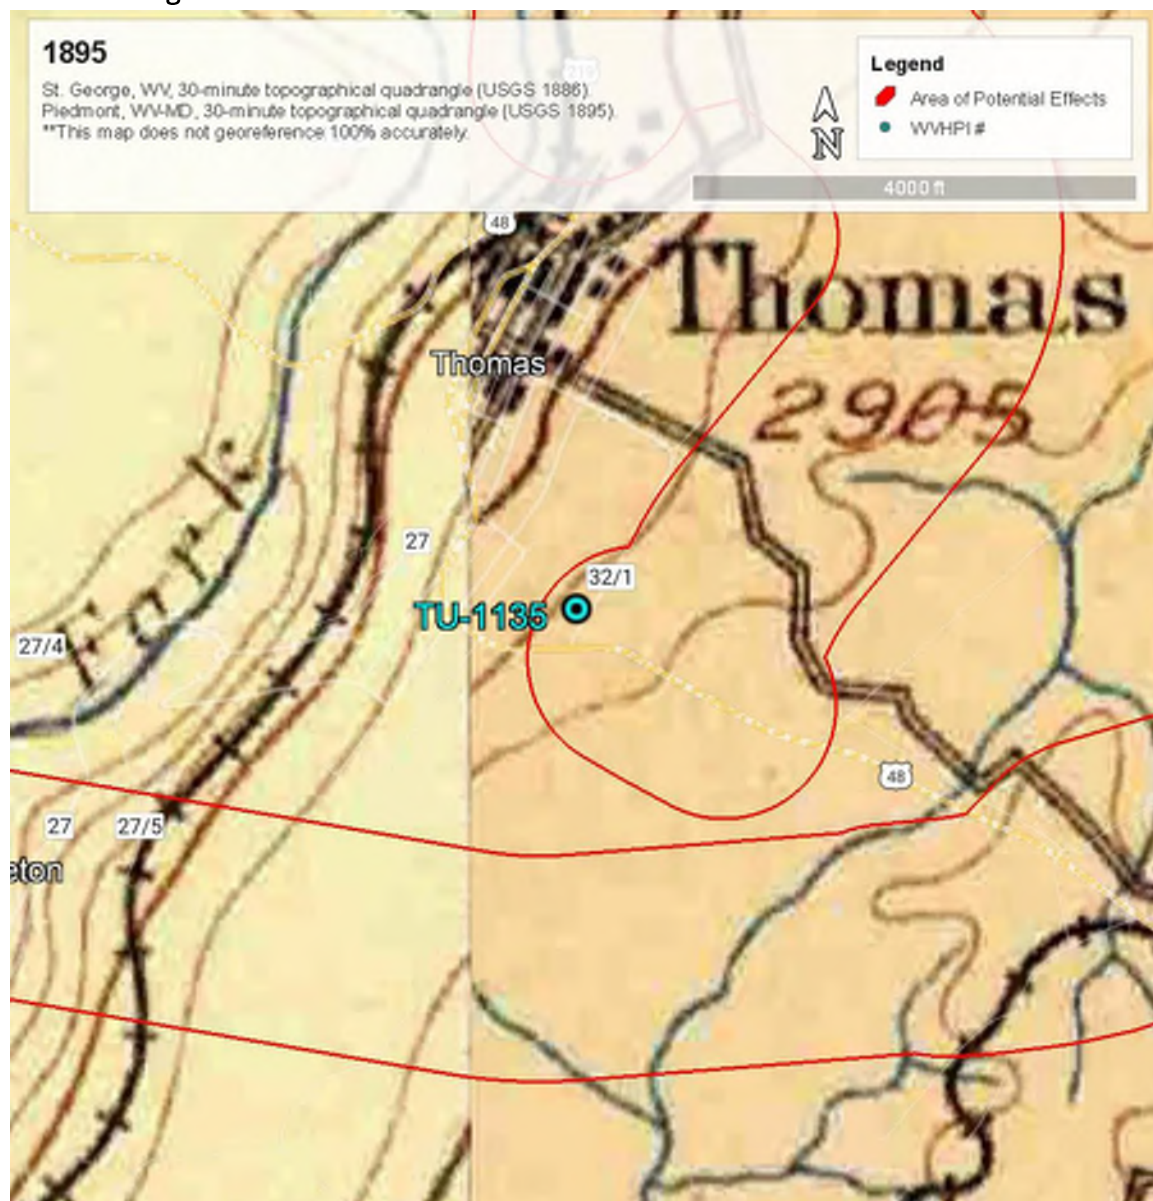 1895
St. George, WV, 30-minute topographical quadrangle (USGS 1886).
Piedmont, WV-MD, 30-minute topographical quadrangle (USGS 1895).
**This map does not georeference 100% accurately.
Legend
Area of Potential Effects
WVHPI #
N
4000 ft
219
48
Thomas
Thomas
2905
Fork
27
32/1
TU-1135
27/4
48
27
27/5
eton